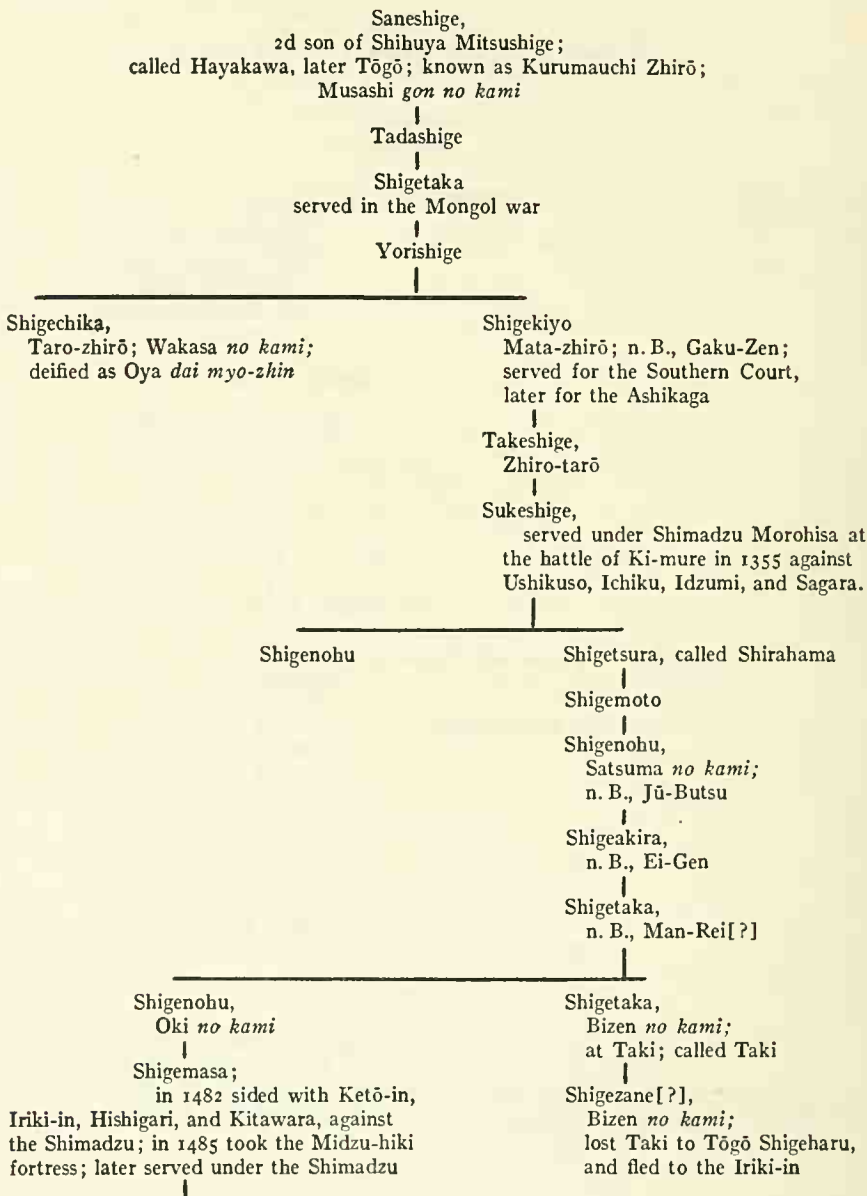 Saneshige,
2d son of Shihuya Mitsushige;
called Hayakawa, later Tōgō; known as Kurumauchi Zhirō;
Musashi gon no kami
Tadashige
Shigetaka
served in the Mongol war
Yorishige
Shigechika,
Taro-zhirō; Wakasa no kami;
deified as Oya dai myo-zhin
Shigekiyo
Mata-zhirō; n. B., Gaku-Zen;
served for the Southern Court,
later for the Ashikaga
Takeshige,
Zhiro-tarō
Sukeshige,
served under Shimadzu Morohisa at
the hattle of Ki-mure in 1355 against
Ushikuso, Ichiku, Idzumi, and Sagara.
Shigenohu
Shigetsura, called Shirahama
Shigemoto
Shigenohu,
Satsuma no kami;
n. B., Jū-Butsu
Shigeakira,
n. B., Ei-Gen
Shigetaka,
n. B., Man-Rei[?]
Shigenohu,
Oki no kami
Shigemasa;
in 1482 sided with Ketō-in,
Iriki-in, Hishigari, and Kitawara, against
the Shimadzu; in 1485 took the Midzu-hiki
fortress; later served under the Shimadzu
Shigetaka,
Bizen no kami;
at Taki; called Taki
Shigezane[?],
Bizen no kami;
lost Taki to Tōgō Shigeharu,
and fled to the Iriki-in